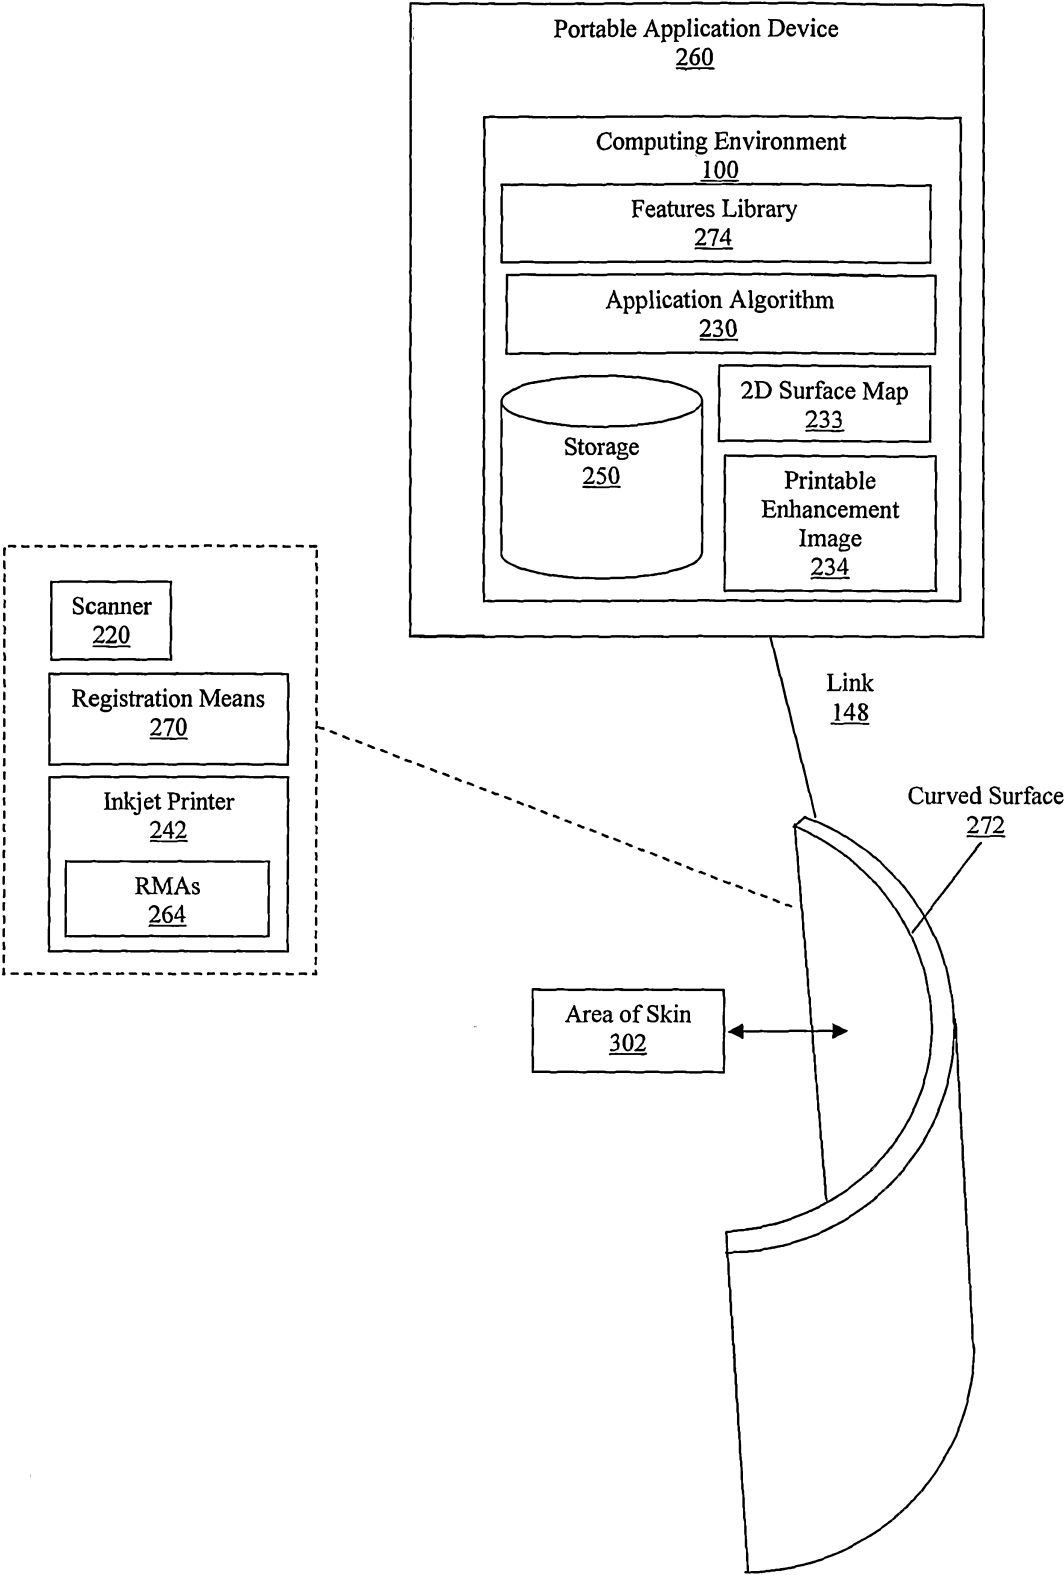 Portable Application Device
260
Computing Environment
100
Features Library
274
Application Algorithm
230
2D Surface Map
233
Storage
250
Printable
Enhancement
Image
234
Scanner
220
Registration Means
270
Inkjet Printer
242
RMAs
264
Link
148
Curved Surface
272
Area of Skin
302